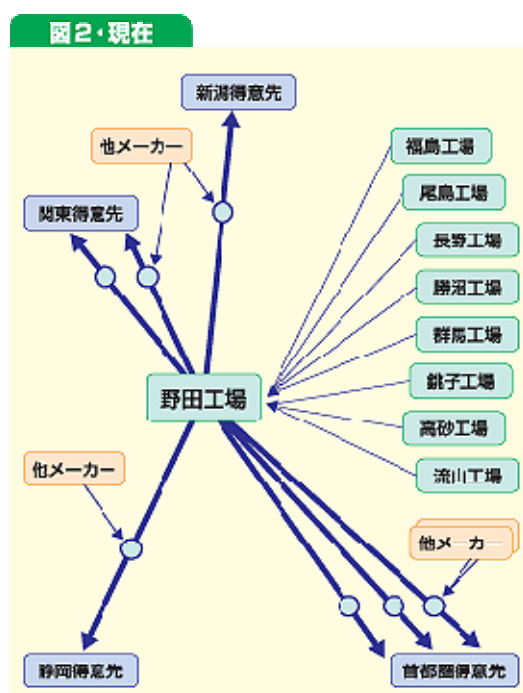 図2・現在
新潟得意先
他メーカー
福島工場
尾島工場
関東得意先
長野工場
勝沼工場
群馬工場
銚子工場
野田工場
高砂工場
他メーカー
流山工場
他メーカー
静岡得意先
首都圏得意先